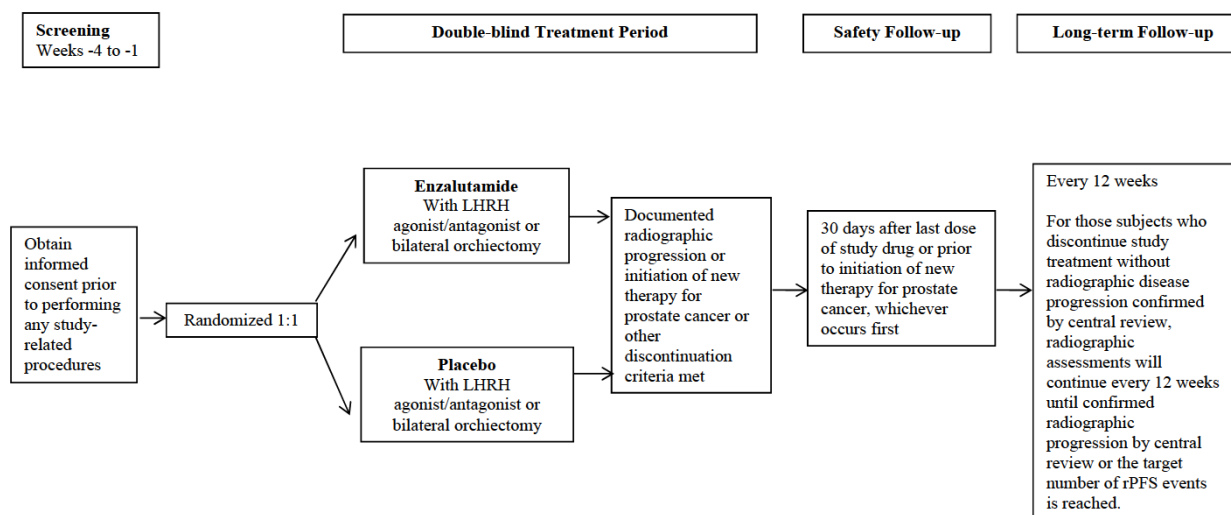 Screening
Weeks -4 to -1
Double-blind Treatment Period
Safety Follow-up
Long-term Follow-up
Obtain
informed
consent prior
to performing
any study-
related
procedures
Randomized 1:1
Enzalutamide
With LHRH
agonist/antagonist or
bilateral orchiectomy
Placebo
With LHRH
agonist/antagonist or
bilateral orchiectomy
Documented
radiographic
progression or
initiation of new
therapy for
prostate cancer or
other
discontinuation
criteria met
30 days after last dose
of study drug or prior
to initiation of new
therapy for prostate
cancer, whichever
occurs first
Every 12 weeks
For those subjects who
discontinue study
treatment without
radiographic disease
progression confirmed
by central review,
radiographic
assessments will
continue every 12 weeks
until confirmed
radiographic
progression by central
review or the target
number of rPFS events
is reached.